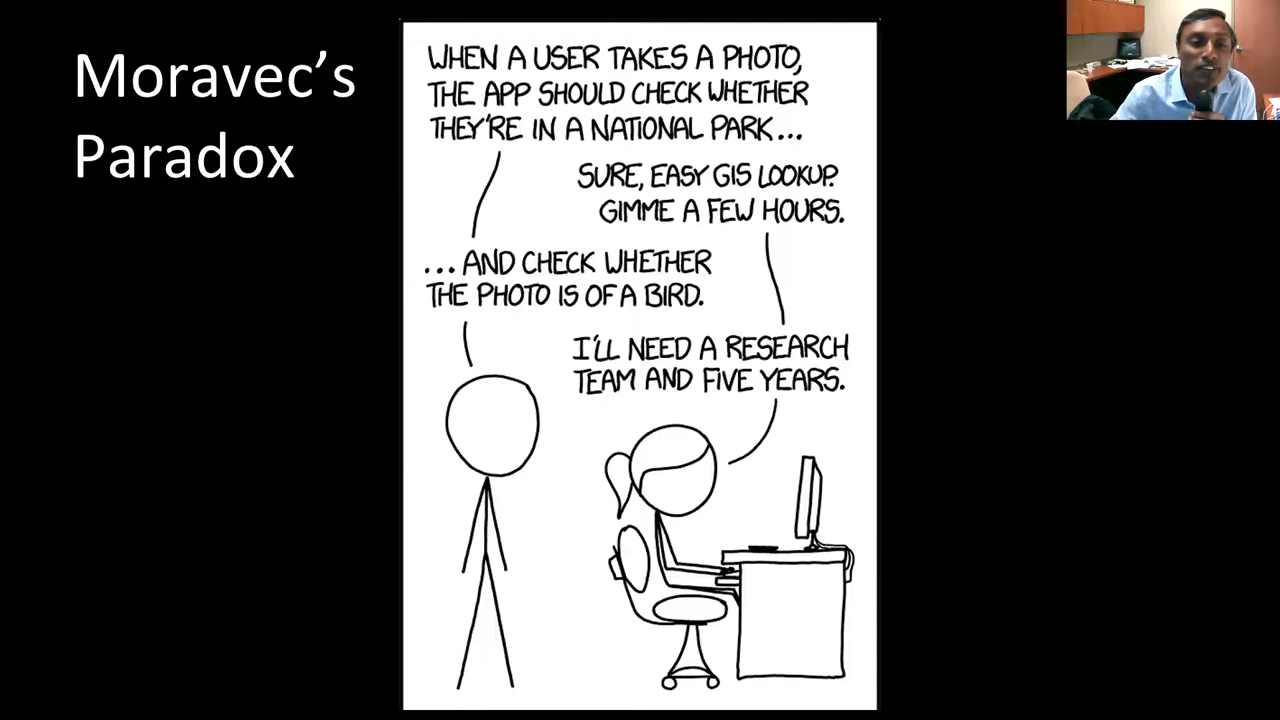 Moravec's
Paradox
WHEN A USER TAKES A PHOTO,
THE APP SHOULD CHECK WHETHER
THEY'RE IN A NATIONAL PARK...
SURE, EASY GIS LOOKUP.
GIMME A FEW HOURS.
...AND CHECK WHETHER
THE PHOTO IS OF A BIRD.
I'LL NEED A RESEARCH
TEAM AND FIVE YEARS.